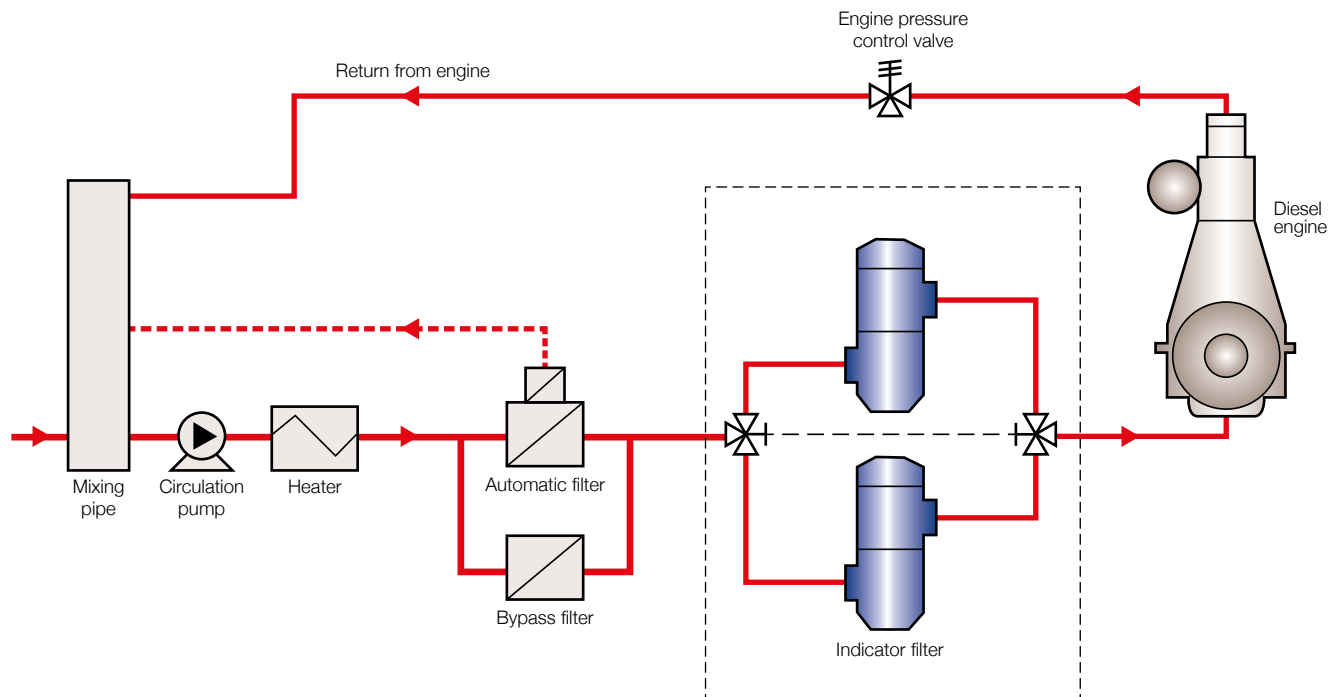 Engine pressure
control valve
Return from engine
Diesel
engine
Mixing
pipe
Circulation
pump
Heater
Automatic filter
Bypass filter
Indicator filter